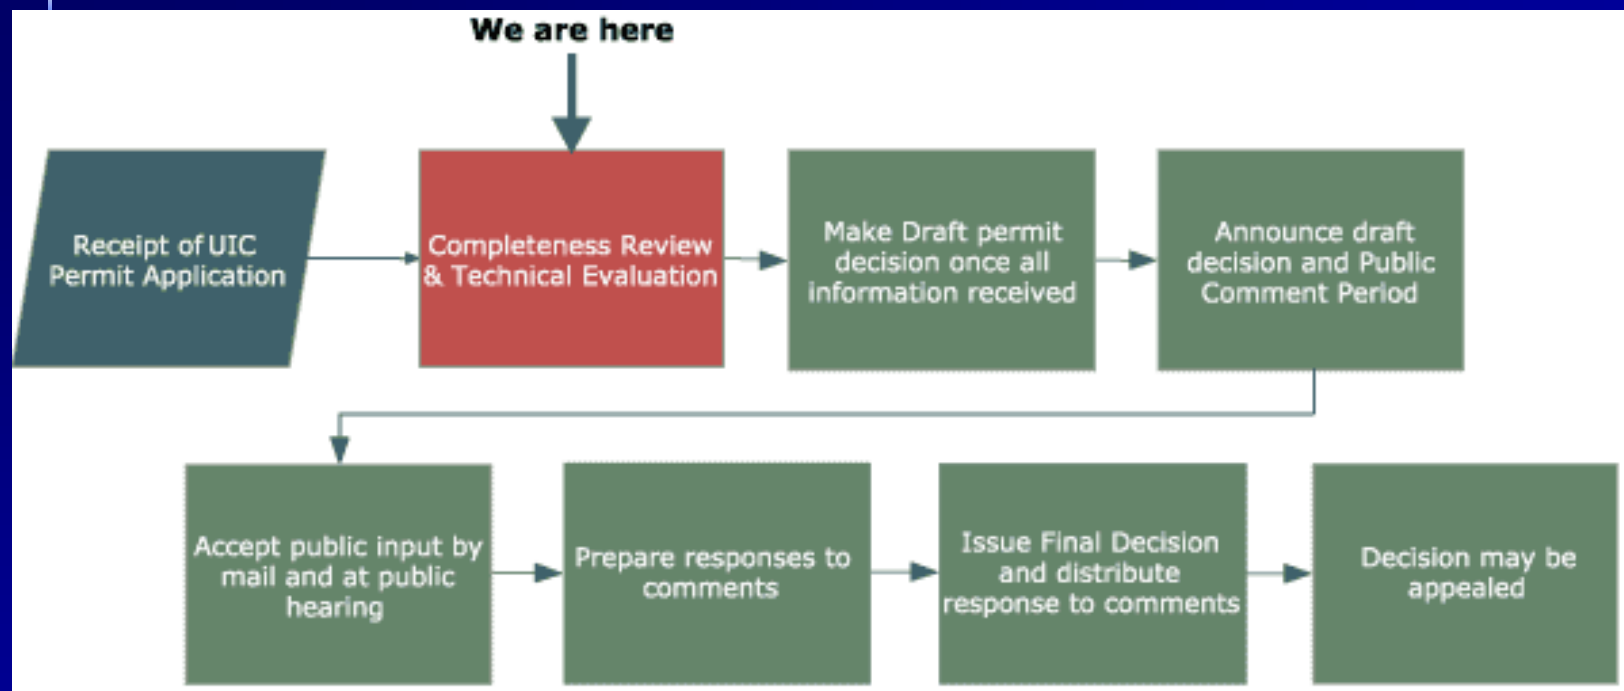 We are here
Receipt of UIC
Permit Application
Completeness Review
& Technical Evaluation
Make Draft permit
decision once all
information received
Announce draft
decision and Public
Comment Period
Accept public input by
mail and at public
hearing
Prepare responses to
comments
Issue Final Decision
and distribute
response to comments
Decision may be
appealed